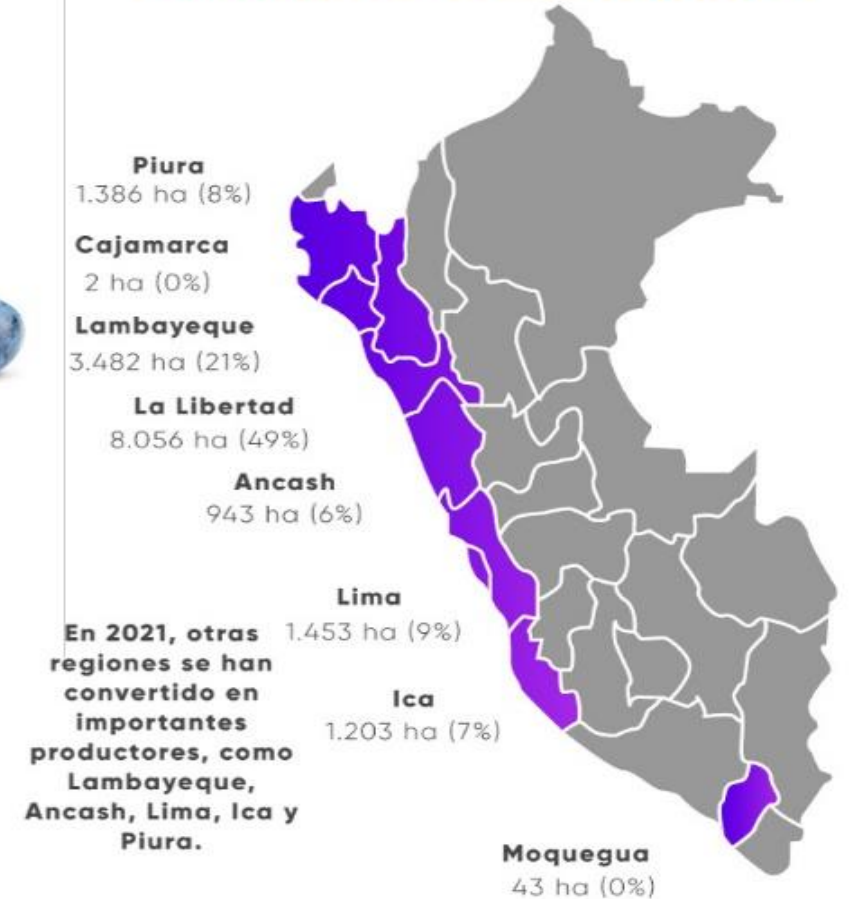 Piura
1.386 ha (8%)
Cajamarca
2 ha (0%)
Lambayeque
3.482 ha (21%)
La Libertad
8.056 ha (49%)
Ancash
943 ha (6%)
Lima
1.453 ha (9%)
Ica
1.203 ha (7%)
En 2021, otras
regiones se han
convertido en
importantes
productores, como
Lambayeque,
Ancash, Lima, Ica y
Piura.
Moquegua
43 ha (0%)